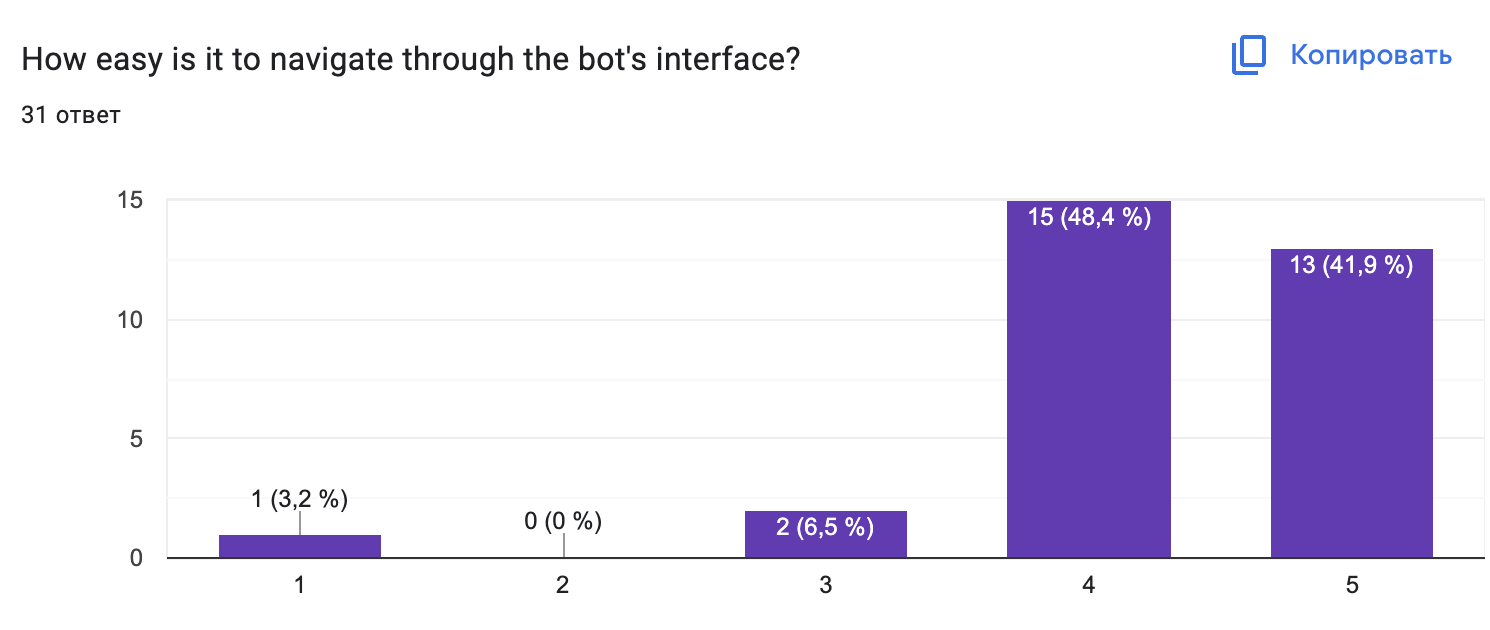 How easy is it to navigate through the bot's interface?
Копировать
31 ответ
15
15 (48,4 %)
13 (41,9 %)
10
5
1 (3,2 %)
0 (0 %)
2 (6,5 %)
0
1 2 3 4 5